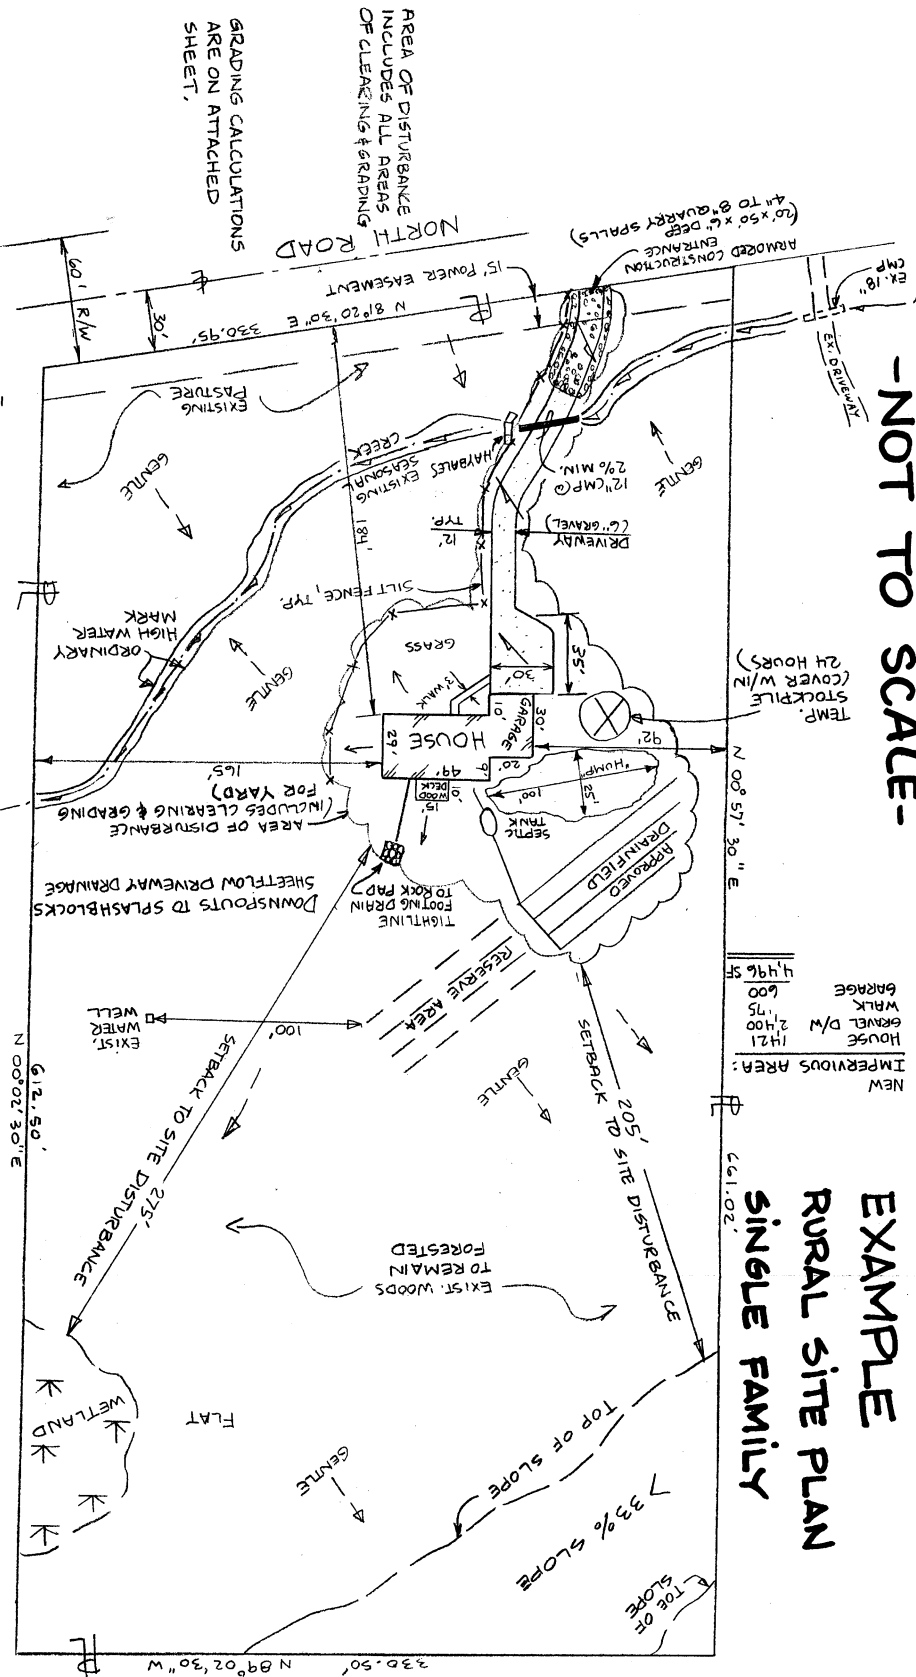 -NOT TO SCALE-
EXAMPLE
RURAL SITE PLAN
SINGLE FAMILY
AREA OF DISTURBANCE
INCLUDES ALL AREAS
OF CLEARING & GRADING
GRADING CALCULATIONS
ARE ON ATTACHED
SHEET.
NORTH ROAD
60' R/W
30'
15' POWER EASEMENT
N 81°20'30" E
330.95'
ARMORED CONSTRUCTION
ENTRANCE
(20' x 50' x 6" DEEP
4" TO 8" QUARRY SPALLS)
EX. 18"
CMP
EX. DRIVEWAY
EXISTING
PASTURE
GENTLE
EXISTING
SEASONAL
CREEK
HAYBALES
12" CMP @
2% MIN.
GENTLE
DRIVEWAY
(6" GRAVEL)
12'
TYP.
184'
SILT FENCE, TYP.
ORDINARY
HIGH WATER
MARK
GENTLE
GRASS
3' WALK
35'
30'
TEMP.
STOCKPILE
(COVER W/IN
24 HOURS)
HOUSE
29'
49'
10'
9'
GARAGE
30'
20'
92'
165'
WOOD
DECK
10'
15'
SEPTIC
TANK
"HUMP"
100'
25'
N 00° 57' 30" E
661.02'
AREA OF DISTURBANCE
(INCLUDES CLEARING & GRADING
FOR YARD)
DOWNSPOUTS TO SPLASHBLOCKS
SHEETFLOW DRIVEWAY DRAINAGE
TIGHTLINE
FOOTING DRAIN
TO ROCK PAD
APPROVED
DRAINFIELD
RESERVE AREA
EXIST.
WATER
WELL
100'
NEW
IMPERVIOUS AREA:
HOUSE 1421
GRAVEL D/W 2,400
WALK 75
GARAGE 600
4,496 SF
612.50'
N 00°02'30" E
275'
SETBACK TO SITE DISTURBANCE
205'
SETBACK TO SITE DISTURBANCE
GENTLE
EXIST. WOODS
TO REMAIN
FORESTED
WETLAND
FLAT
GENTLE
TOP OF SLOPE
>33% SLOPE
TOE OF
SLOPE
330.50'
N 89°02'30" W